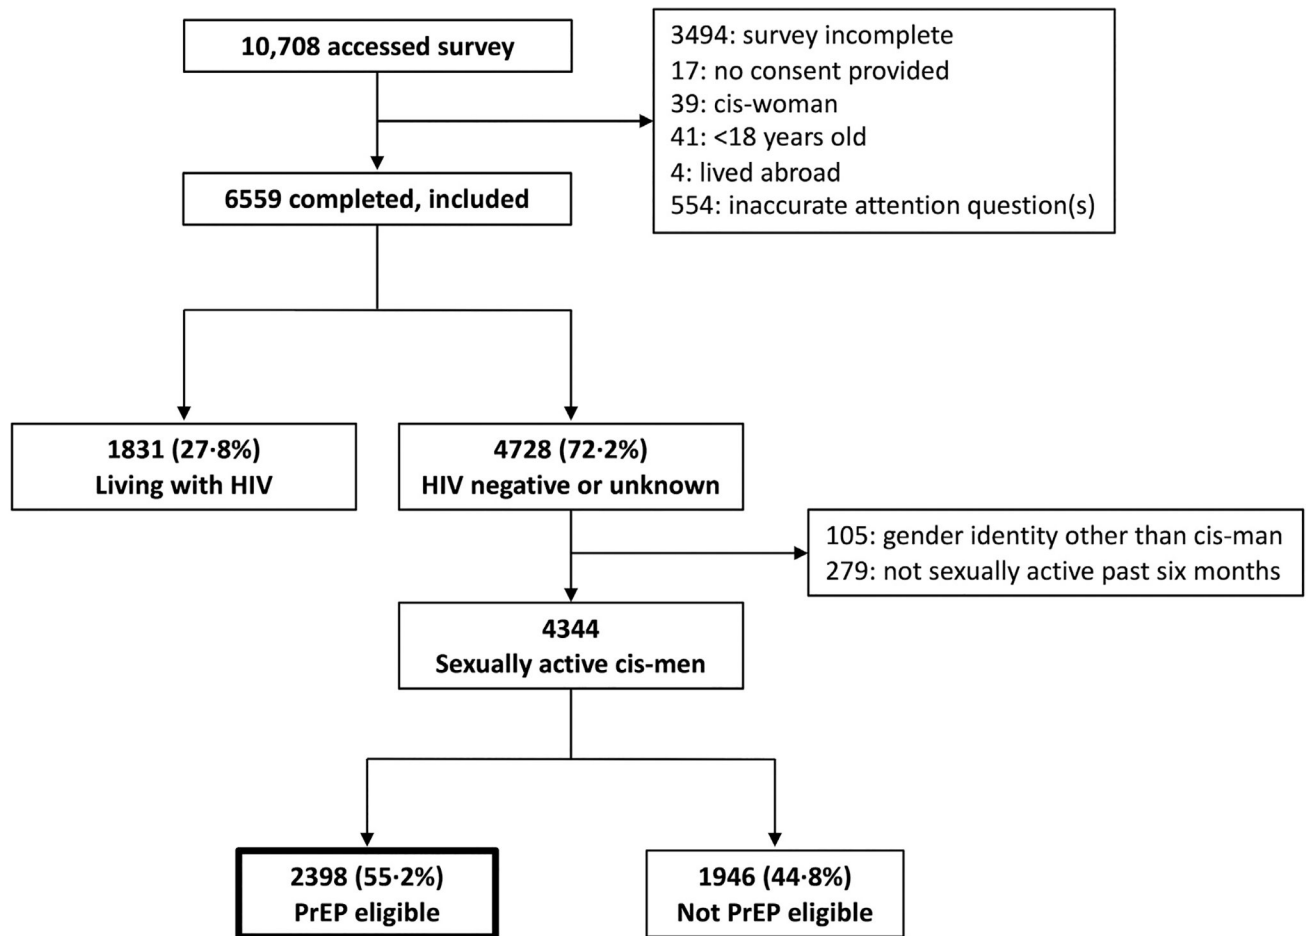 10,708 accessed survey
3494: survey incomplete
17: no consent provided
39: cis-woman
41: <18 years old
4: lived abroad
554: inaccurate attention question(s)
6559 completed, included
1831 (27·8%)
Living with HIV
4728 (72·2%)
HIV negative or unknown
105: gender identity other than cis-man
279: not sexually active past six months
4344
Sexually active cis-men
2398 (55·2%)
PrEP eligible
1946 (44·8%)
Not PrEP eligible